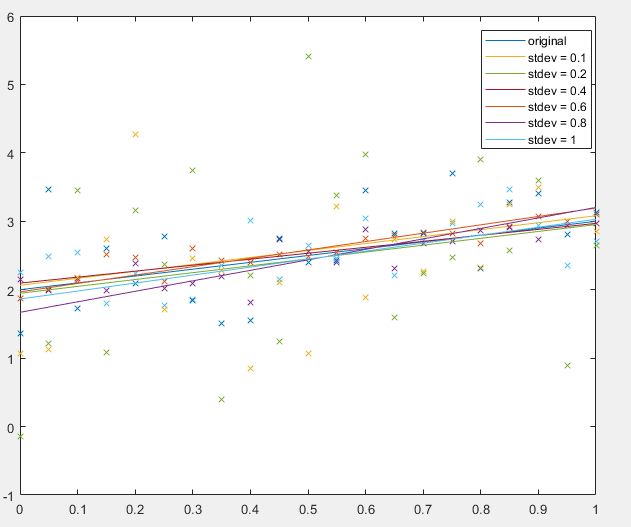 6
5
4
3
2
1
0
-1
original
stdev = 0.1
stdev = 0.2
stdev = 0.4
stdev = 0.6
stdev = 0.8
stdev = 1
0 0.1 0.2 0.3 0.4 0.5 0.6 0.7 0.8 0.9 1